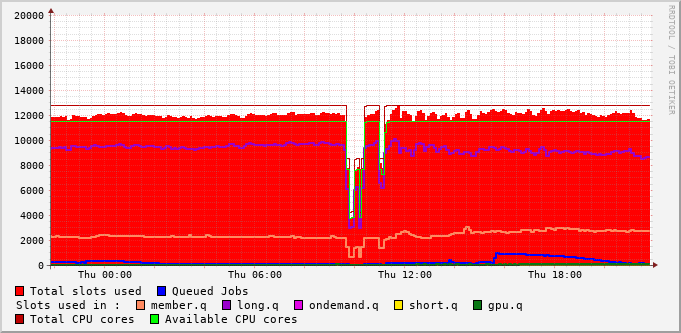 20000
18000
16000
14000
12000
10000
8000
6000
4000
2000
0
Thu 00:00 Thu 06:00 Thu 12:00 Thu 18:00
Total slots used Queued Jobs
Slots used in : member.q long.q ondemand.q short.q gpu.q
Total CPU cores Available CPU cores
RRDTOOL / TOBI OETIKER